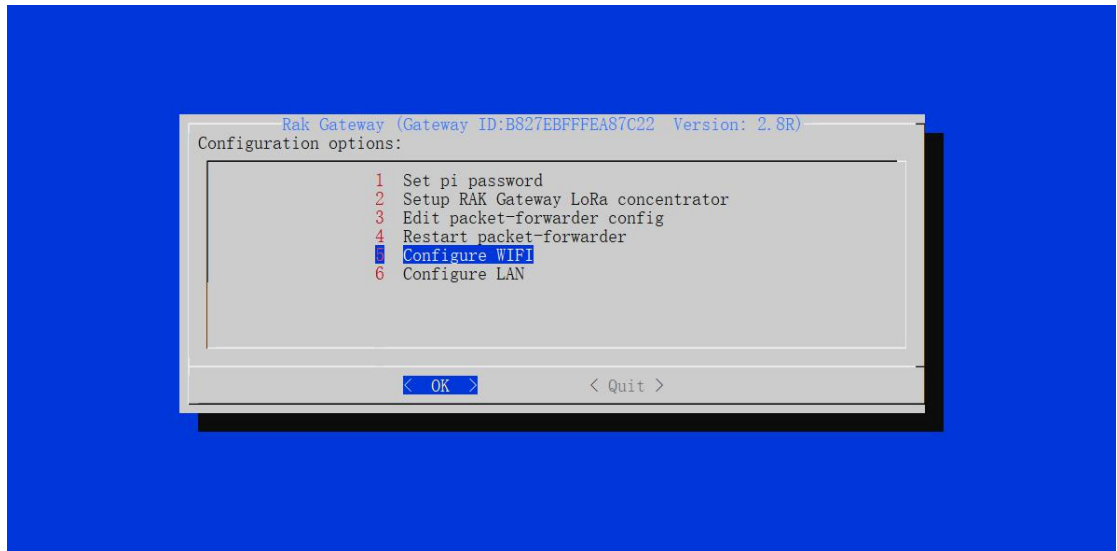 Rak Gateway (Gateway ID:B827EBFFFEA87C22 Version: 2.8R)
Configuration options:
1 Set pi password
2 Setup RAK Gateway LoRa concentrator
3 Edit packet-forwarder config
4 Restart packet-forwarder
5 Configure WIFI
6 Configure LAN
< OK > < Quit >